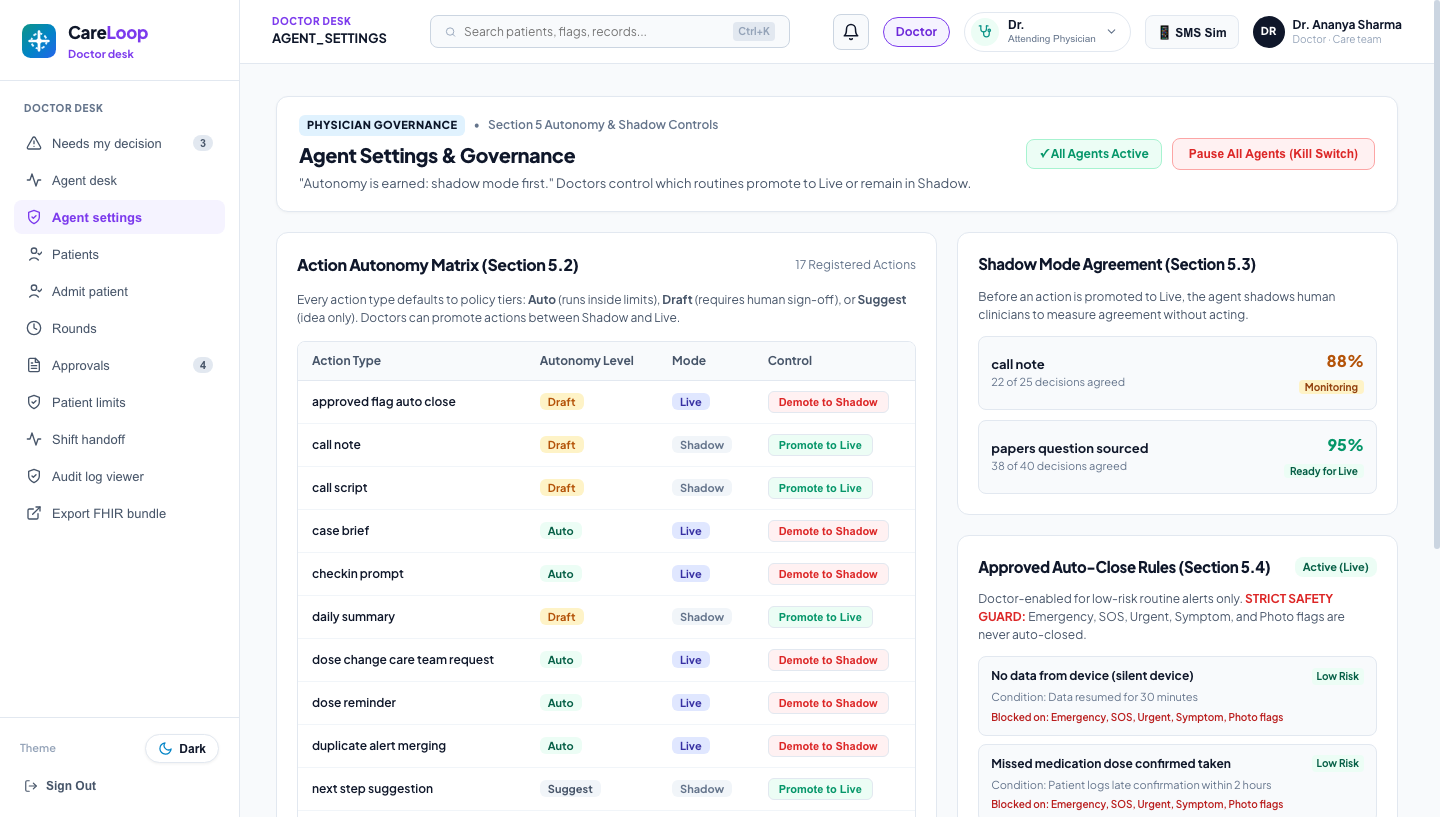 CareLoop
Doctor desk
DOCTOR DESK
Needs my decision 3
Agent desk
Agent settings
Patients
Admit patient
Rounds
Approvals 4
Patient limits
Shift handoff
Audit log viewer
Export FHIR bundle
Theme Dark
Sign Out
DOCTOR DESK
AGENT_SETTINGS
Search patients, flags, records... Ctrl+K
Doctor
Dr.
Attending Physician
SMS Sim
DR
Dr. Ananya Sharma
Doctor · Care team
PHYSICIAN GOVERNANCE • Section 5 Autonomy & Shadow Controls
Agent Settings & Governance
"Autonomy is earned: shadow mode first." Doctors control which routines promote to Live or remain in Shadow.
✓ All Agents Active
Pause All Agents (Kill Switch)
Action Autonomy Matrix (Section 5.2) 17 Registered Actions
Every action type defaults to policy tiers: Auto (runs inside limits), Draft (requires human sign-off), or Suggest
(idea only). Doctors can promote actions between Shadow and Live.
Action Type Autonomy Level Mode Control
approved flag auto close Draft Live Demote to Shadow
call note Draft Shadow Promote to Live
call script Draft Shadow Promote to Live
case brief Auto Live Demote to Shadow
checkin prompt Auto Live Demote to Shadow
daily summary Draft Shadow Promote to Live
dose change care team request Auto Live Demote to Shadow
dose reminder Auto Live Demote to Shadow
duplicate alert merging Auto Live Demote to Shadow
next step suggestion Suggest Shadow Promote to Live
Shadow Mode Agreement (Section 5.3)
Before an action is promoted to Live, the agent shadows human
clinicians to measure agreement without acting.
call note 88%
22 of 25 decisions agreed Monitoring
papers question sourced 95%
38 of 40 decisions agreed Ready for Live
Approved Auto-Close Rules (Section 5.4) Active (Live)
Doctor-enabled for low-risk routine alerts only. STRICT SAFETY
GUARD: Emergency, SOS, Urgent, Symptom, and Photo flags are
never auto-closed.
No data from device (silent device) Low Risk
Condition: Data resumed for 30 minutes
Blocked on: Emergency, SOS, Urgent, Symptom, Photo flags
Missed medication dose confirmed taken Low Risk
Condition: Patient logs late confirmation within 2 hours
Blocked on: Emergency, SOS, Urgent, Symptom, Photo flags